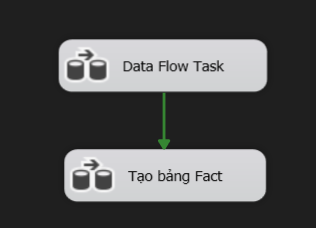 Data Flow Task
Tạo bảng Fact